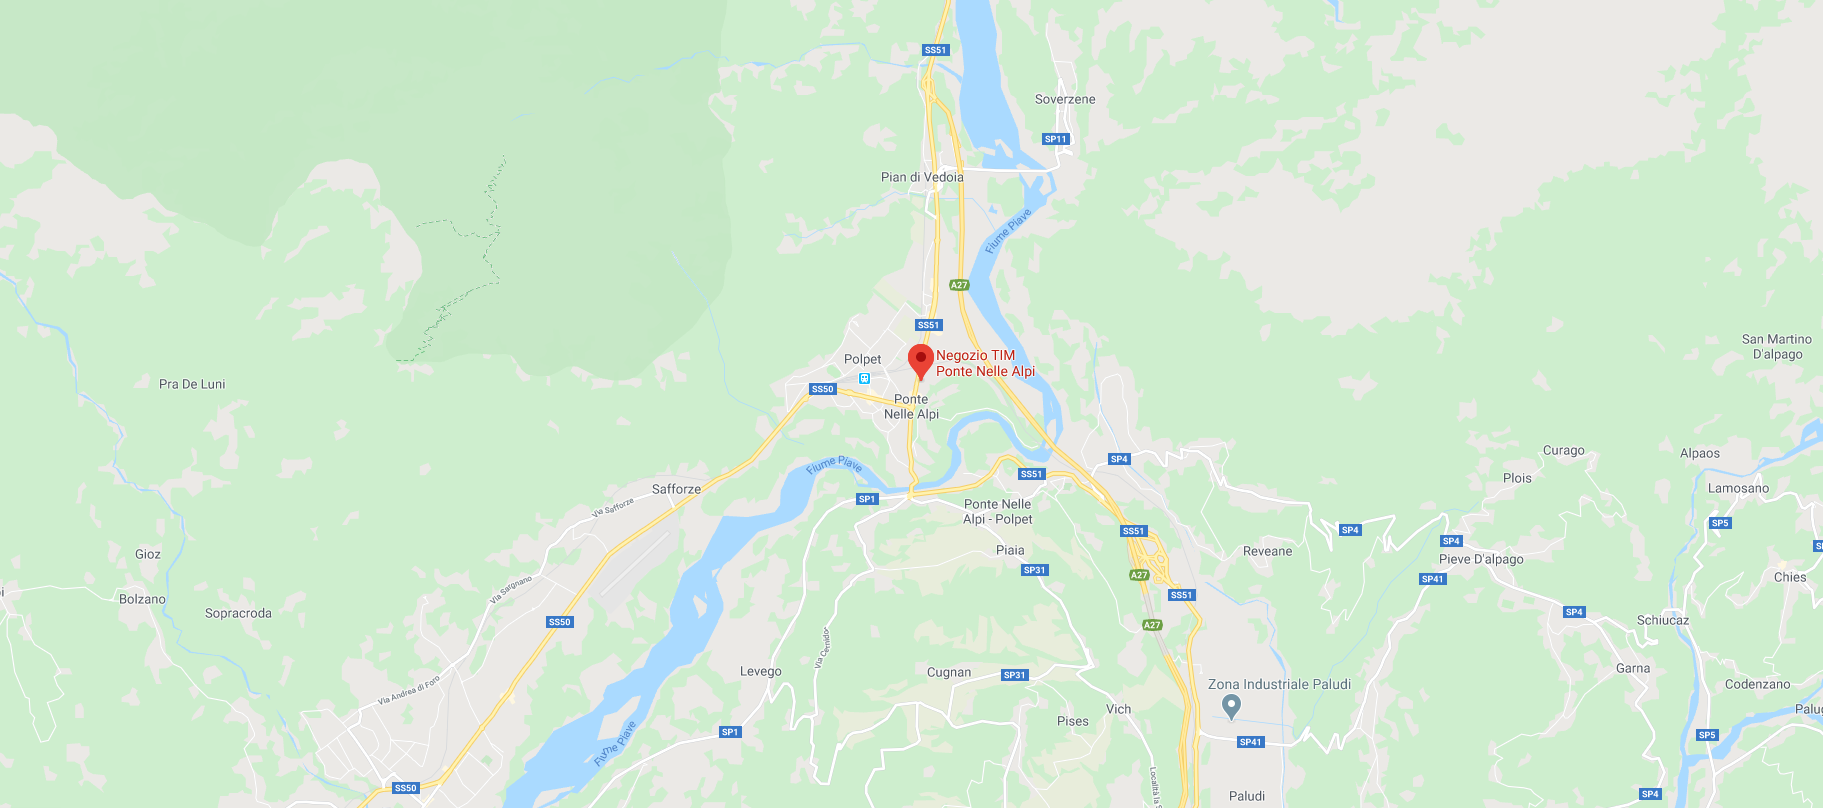 SS51
Soverzene
SP11
Pian di Vedoia
Fiume Piave
A27
SS51
San Martino
D'alpago
Negozio TIM
Ponte Nelle Alpi
Polpet
Pra De Luni
SS50
Ponte
Nelle Alpi
Curago
Alpaos
SP4
Fiume Piave
SS51
Plois
Safforze
Lamosano
SP1
Via Safforze
Ponte Nelle
Alpi - Polpet
SP5
SS51
SP4
SP4
Gioz
Piaia
Reveane
Pieve D'alpago
SP31
A27
SP41
Chies
Via Sargnano
SS51
Bolzano
Sopracroda
SP4
SS50
A27
Schiucaz
Via Cenador
Levego
Cugnan
SP31
Garna
Via Andrea di Foro
Zona Industriale Paludi
Codenzano
Vich
Pises
Fiume Piave
SP1
SP41
SP5
Località la S
SS50
Paludi
SP4